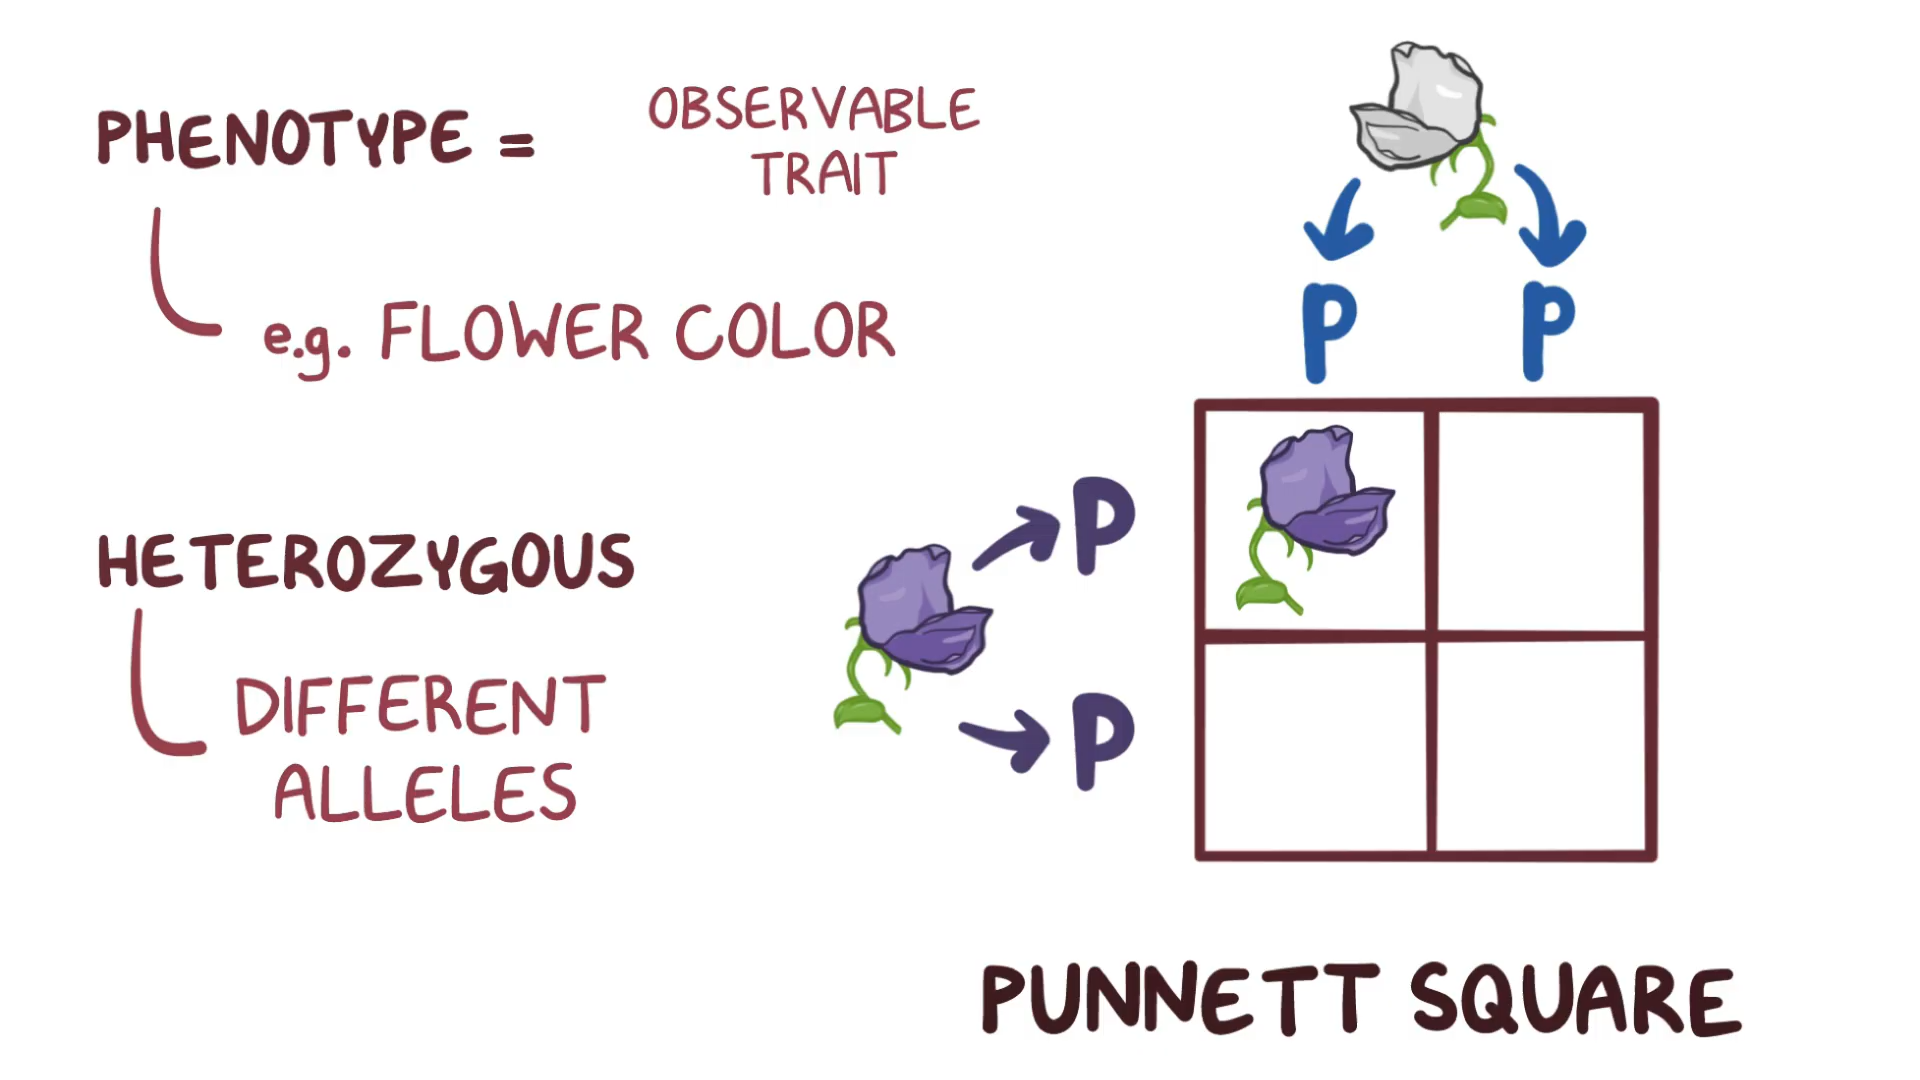 PHENOTYPE =
OBSERVABLE
TRAIT
e.g. FLOWER COLOR
HETEROZYGOUS
DIFFERENT
ALLELES
p p
P
P
PUNNETT SQUARE